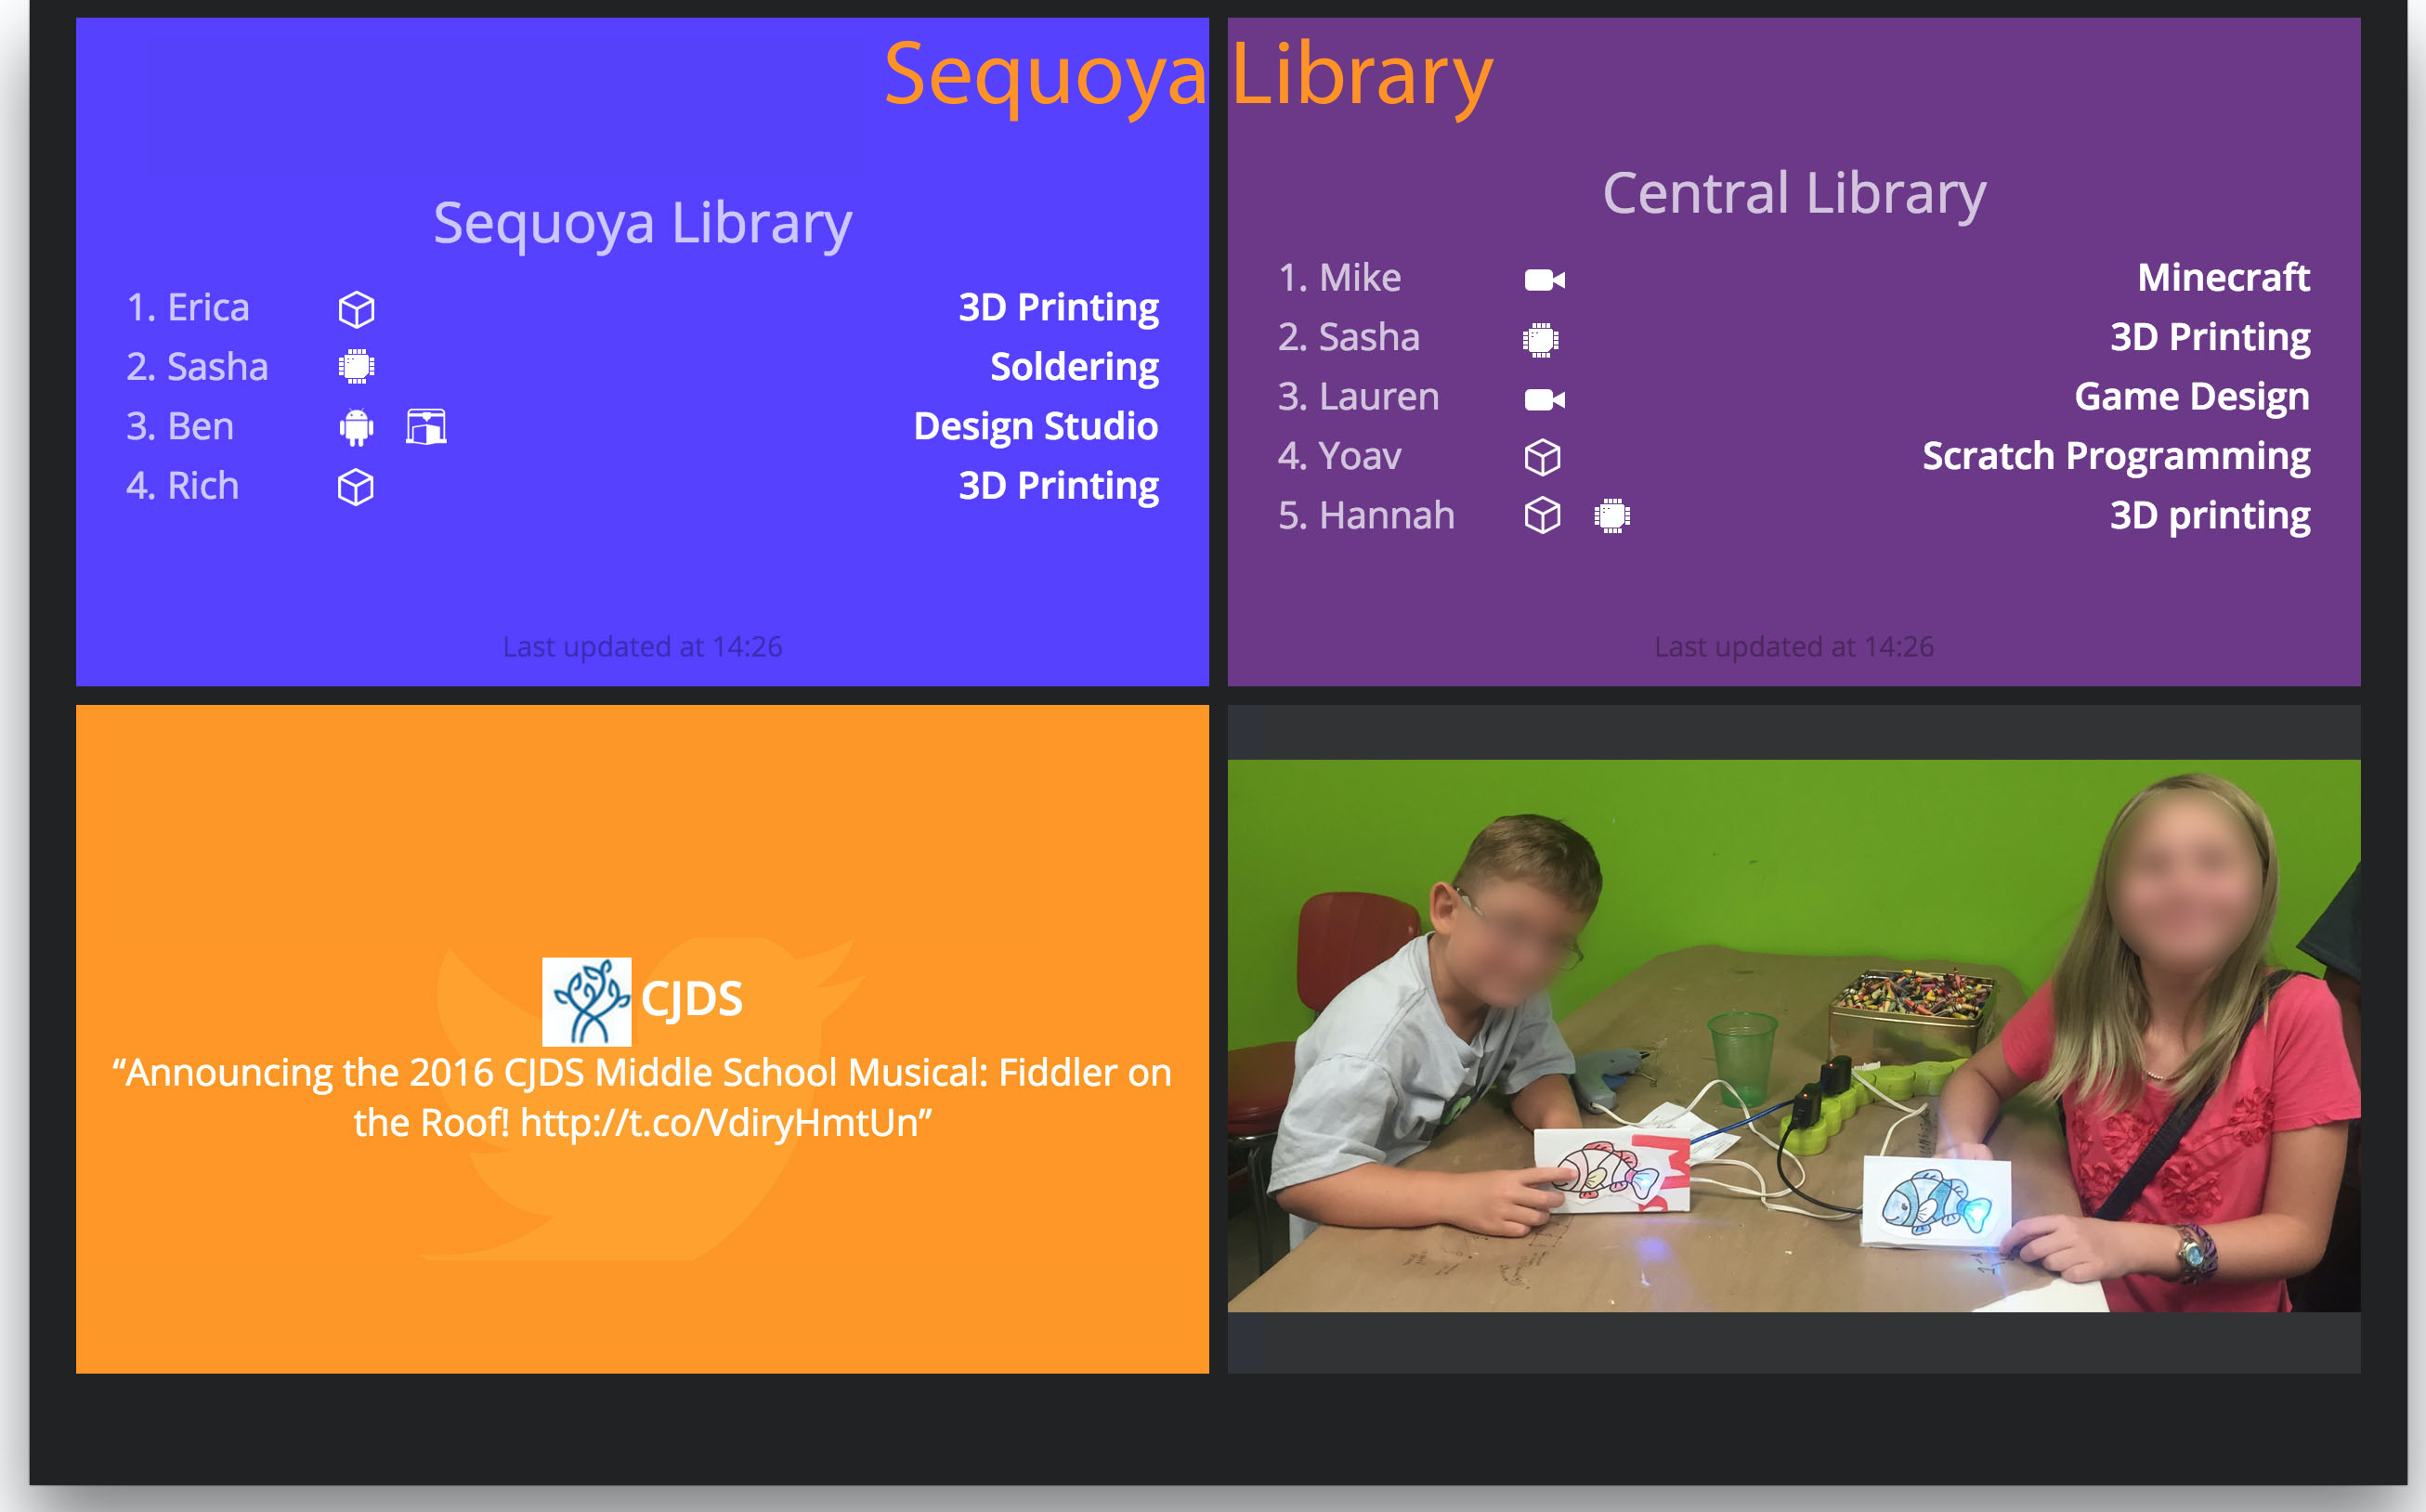 Sequoya Library
Sequoya Library
1. Erica 3D Printing
2. Sasha Soldering
3. Ben Design Studio
4. Rich 3D Printing
Last updated at 14:26
Central Library
1. Mike Minecraft
2. Sasha 3D Printing
3. Lauren Game Design
4. Yoav Scratch Programming
5. Hannah 3D printing
Last updated at 14:26
CJDS
“Announcing the 2016 CJDS Middle School Musical: Fiddler on
the Roof! http://t.co/VdiryHmtUn”